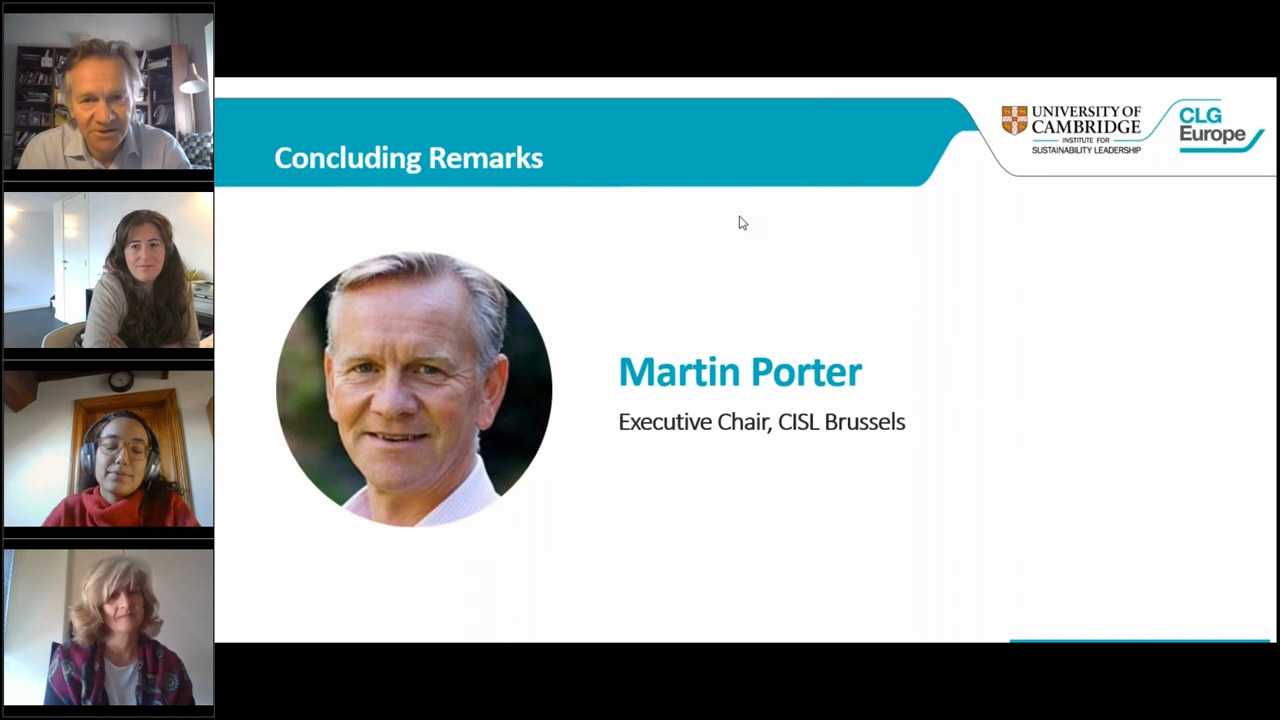 Concluding Remarks
UNIVERSITY OF
CAMBRIDGE
INSTITUTE FOR
SUSTAINABILITY LEADERSHIP
CLG
Europe
Martin Porter
Executive Chair, CISL Brussels